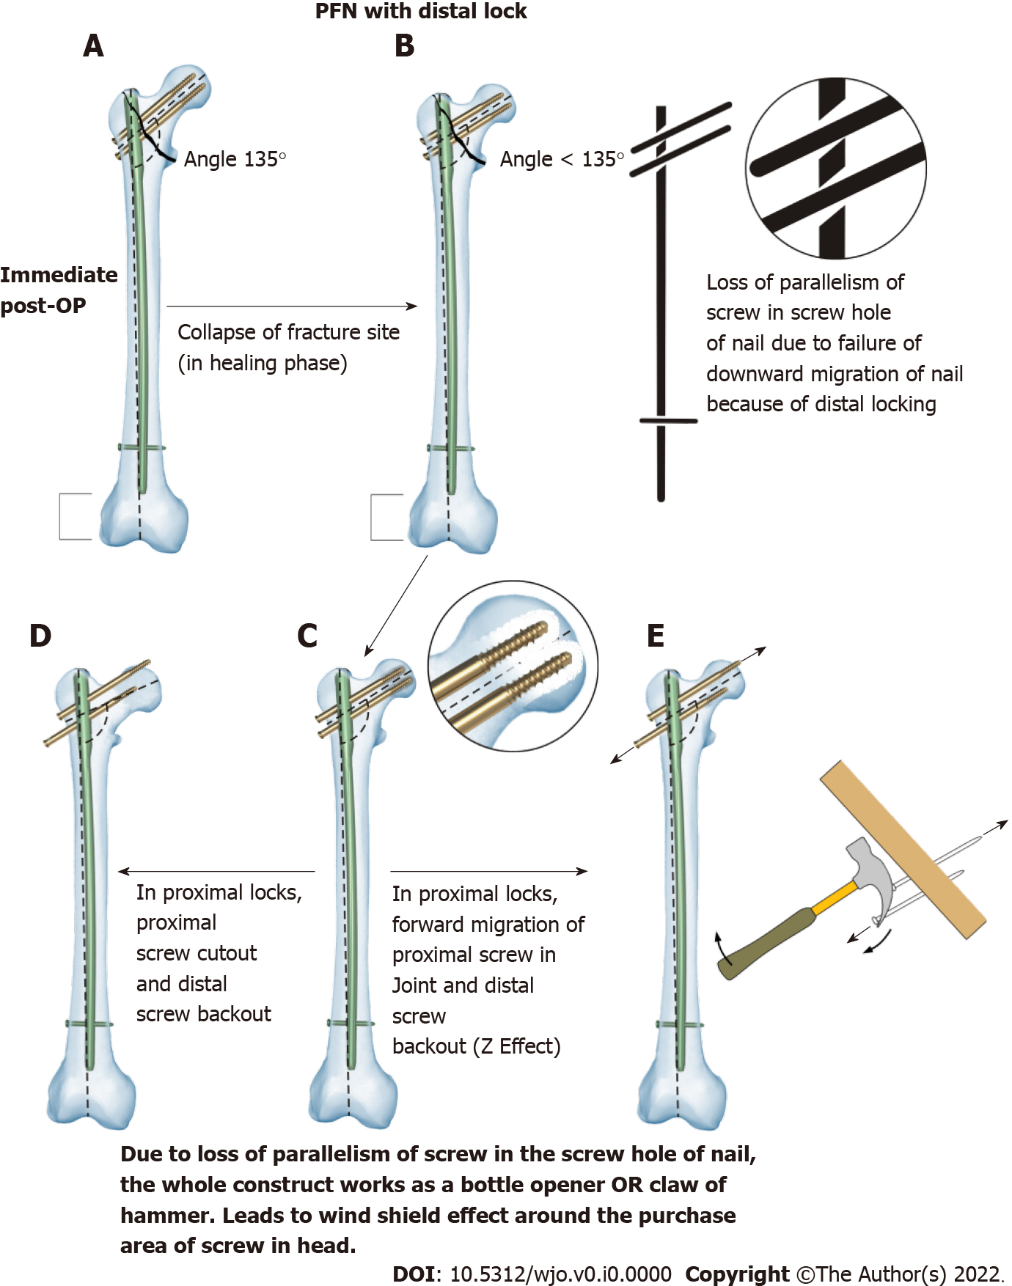 PFN with distal lock
A
B
Angle 135°
Angle < 135°
Immediate
post-OP
Collapse of fracture site
(in healing phase)
Loss of parallelism of
screw in screw hole
of nail due to failure of
downward migration of nail
because of distal locking
D
C
E
In proximal locks,
proximal
screw cutout
and distal
screw backout
In proximal locks,
forward migration of
proximal screw in
Joint and distal
screw
backout (Z Effect)
Due to loss of parallelism of screw in the screw hole of nail,
the whole construct works as a bottle opener OR claw of
hammer. Leads to wind shield effect around the purchase
area of screw in head.
DOI: 10.5312/wjo.v0.i0.0000 Copyright ©The Author(s) 2022.